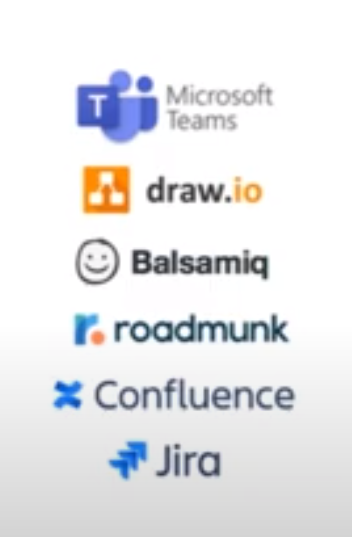 T
Microsoft
Teams
draw.io
Balsamiq
r.
roadmunk
Confluence
Jira